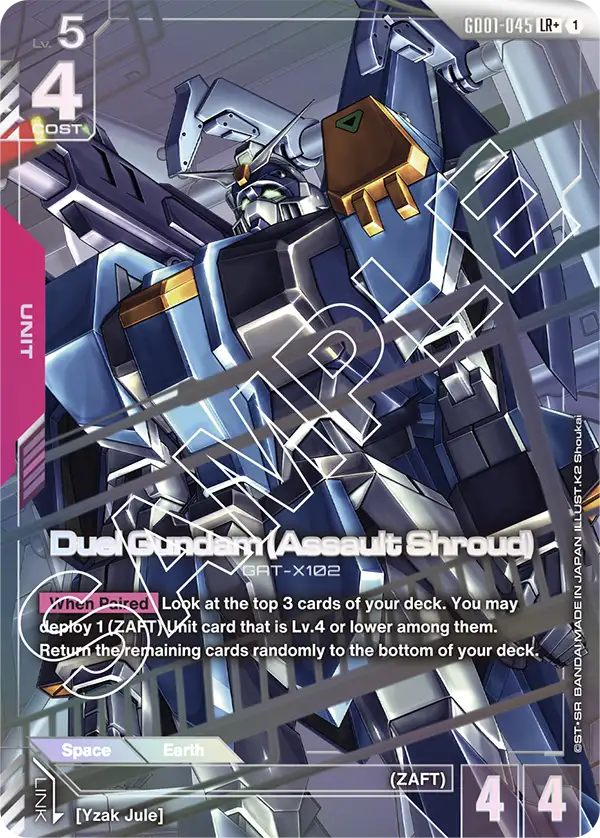 Lv. 5
GD01-045 LR+ 1
4
COST
UNIT
SAMPLE
Duel Gundam (Assault Shroud)
GAT-X102
When Paired Look at the top 3 cards of your deck. You may
deploy 1 (ZAFT) Unit card that is Lv.4 or lower among them.
Return the remaining cards randomly to the bottom of your deck.
©ST・SR BANDAI MADE IN JAPAN ILLUST.K2 Shoukai
Space Earth
(ZAFT)
LINK
[Yzak Jule]
4 4